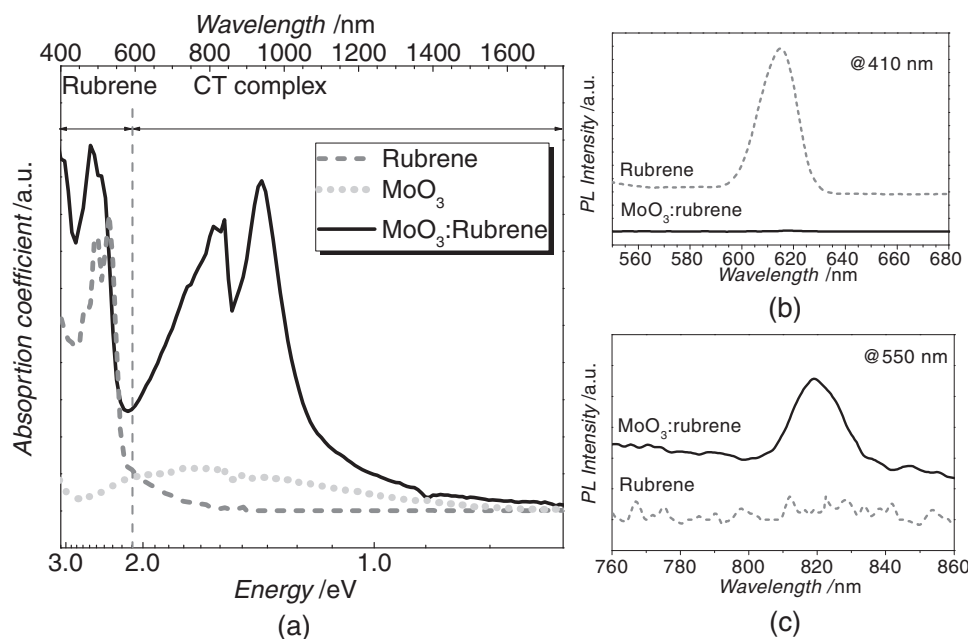 Wavelength /nm
400 600 800 1000 1200 1400 1600
Rubrene CT complex
Rubrene
MoO3
MoO3:Rubrene
Absoprtion coefficient /a.u.
3.0 2.0 1.0
Energy /eV
(a)
@410 nm
Rubrene
MoO3:rubrene
PL Intensity /a.u.
560 580 600 620 640 660 680
Wavelength /nm
(b)
@550 nm
MoO3:rubrene
Rubrene
PL Intensity /a.u.
760 780 800 820 840 860
Wavelength /nm
(c)